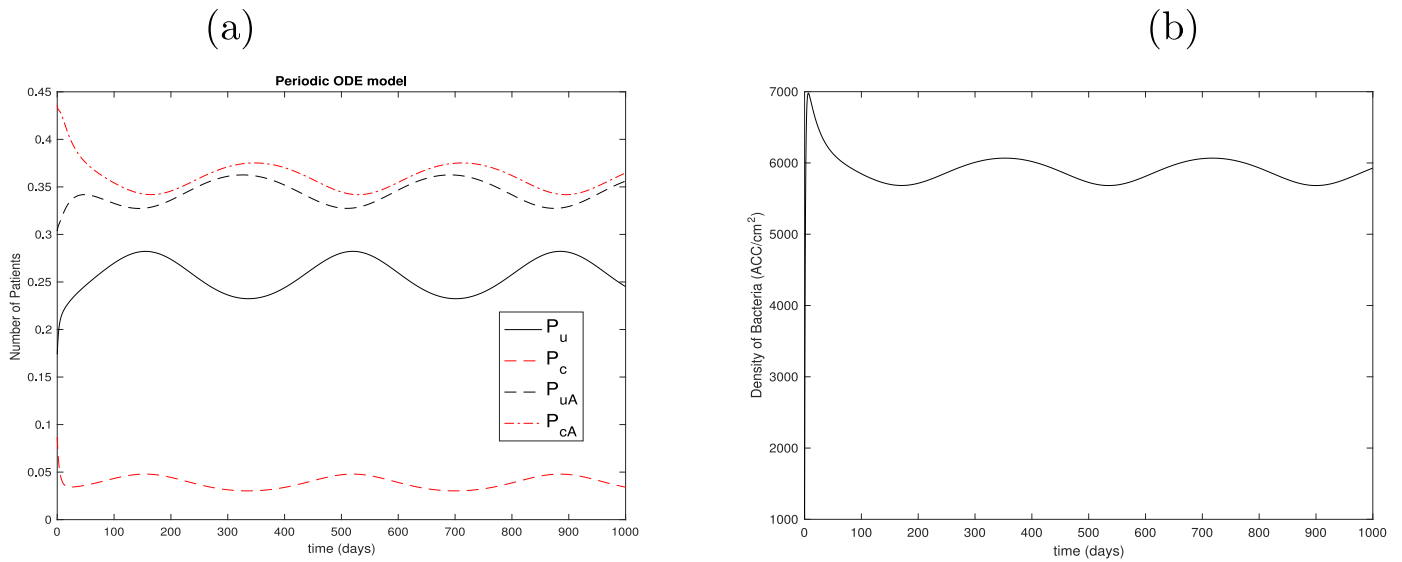 (a)
Periodic ODE model
Number of Patients
0.45
0.4
0.35
0.3
0.25
0.2
0.15
0.1
0.05
0
0 100 200 300 400 500 600 700 800 900 1000
time (days)
P_u
P_c
P_uA
P_cA
(b)
Density of Bacteria (ACC/cm²)
7000
6000
5000
4000
3000
2000
1000
0 100 200 300 400 500 600 700 800 900 1000
time (days)